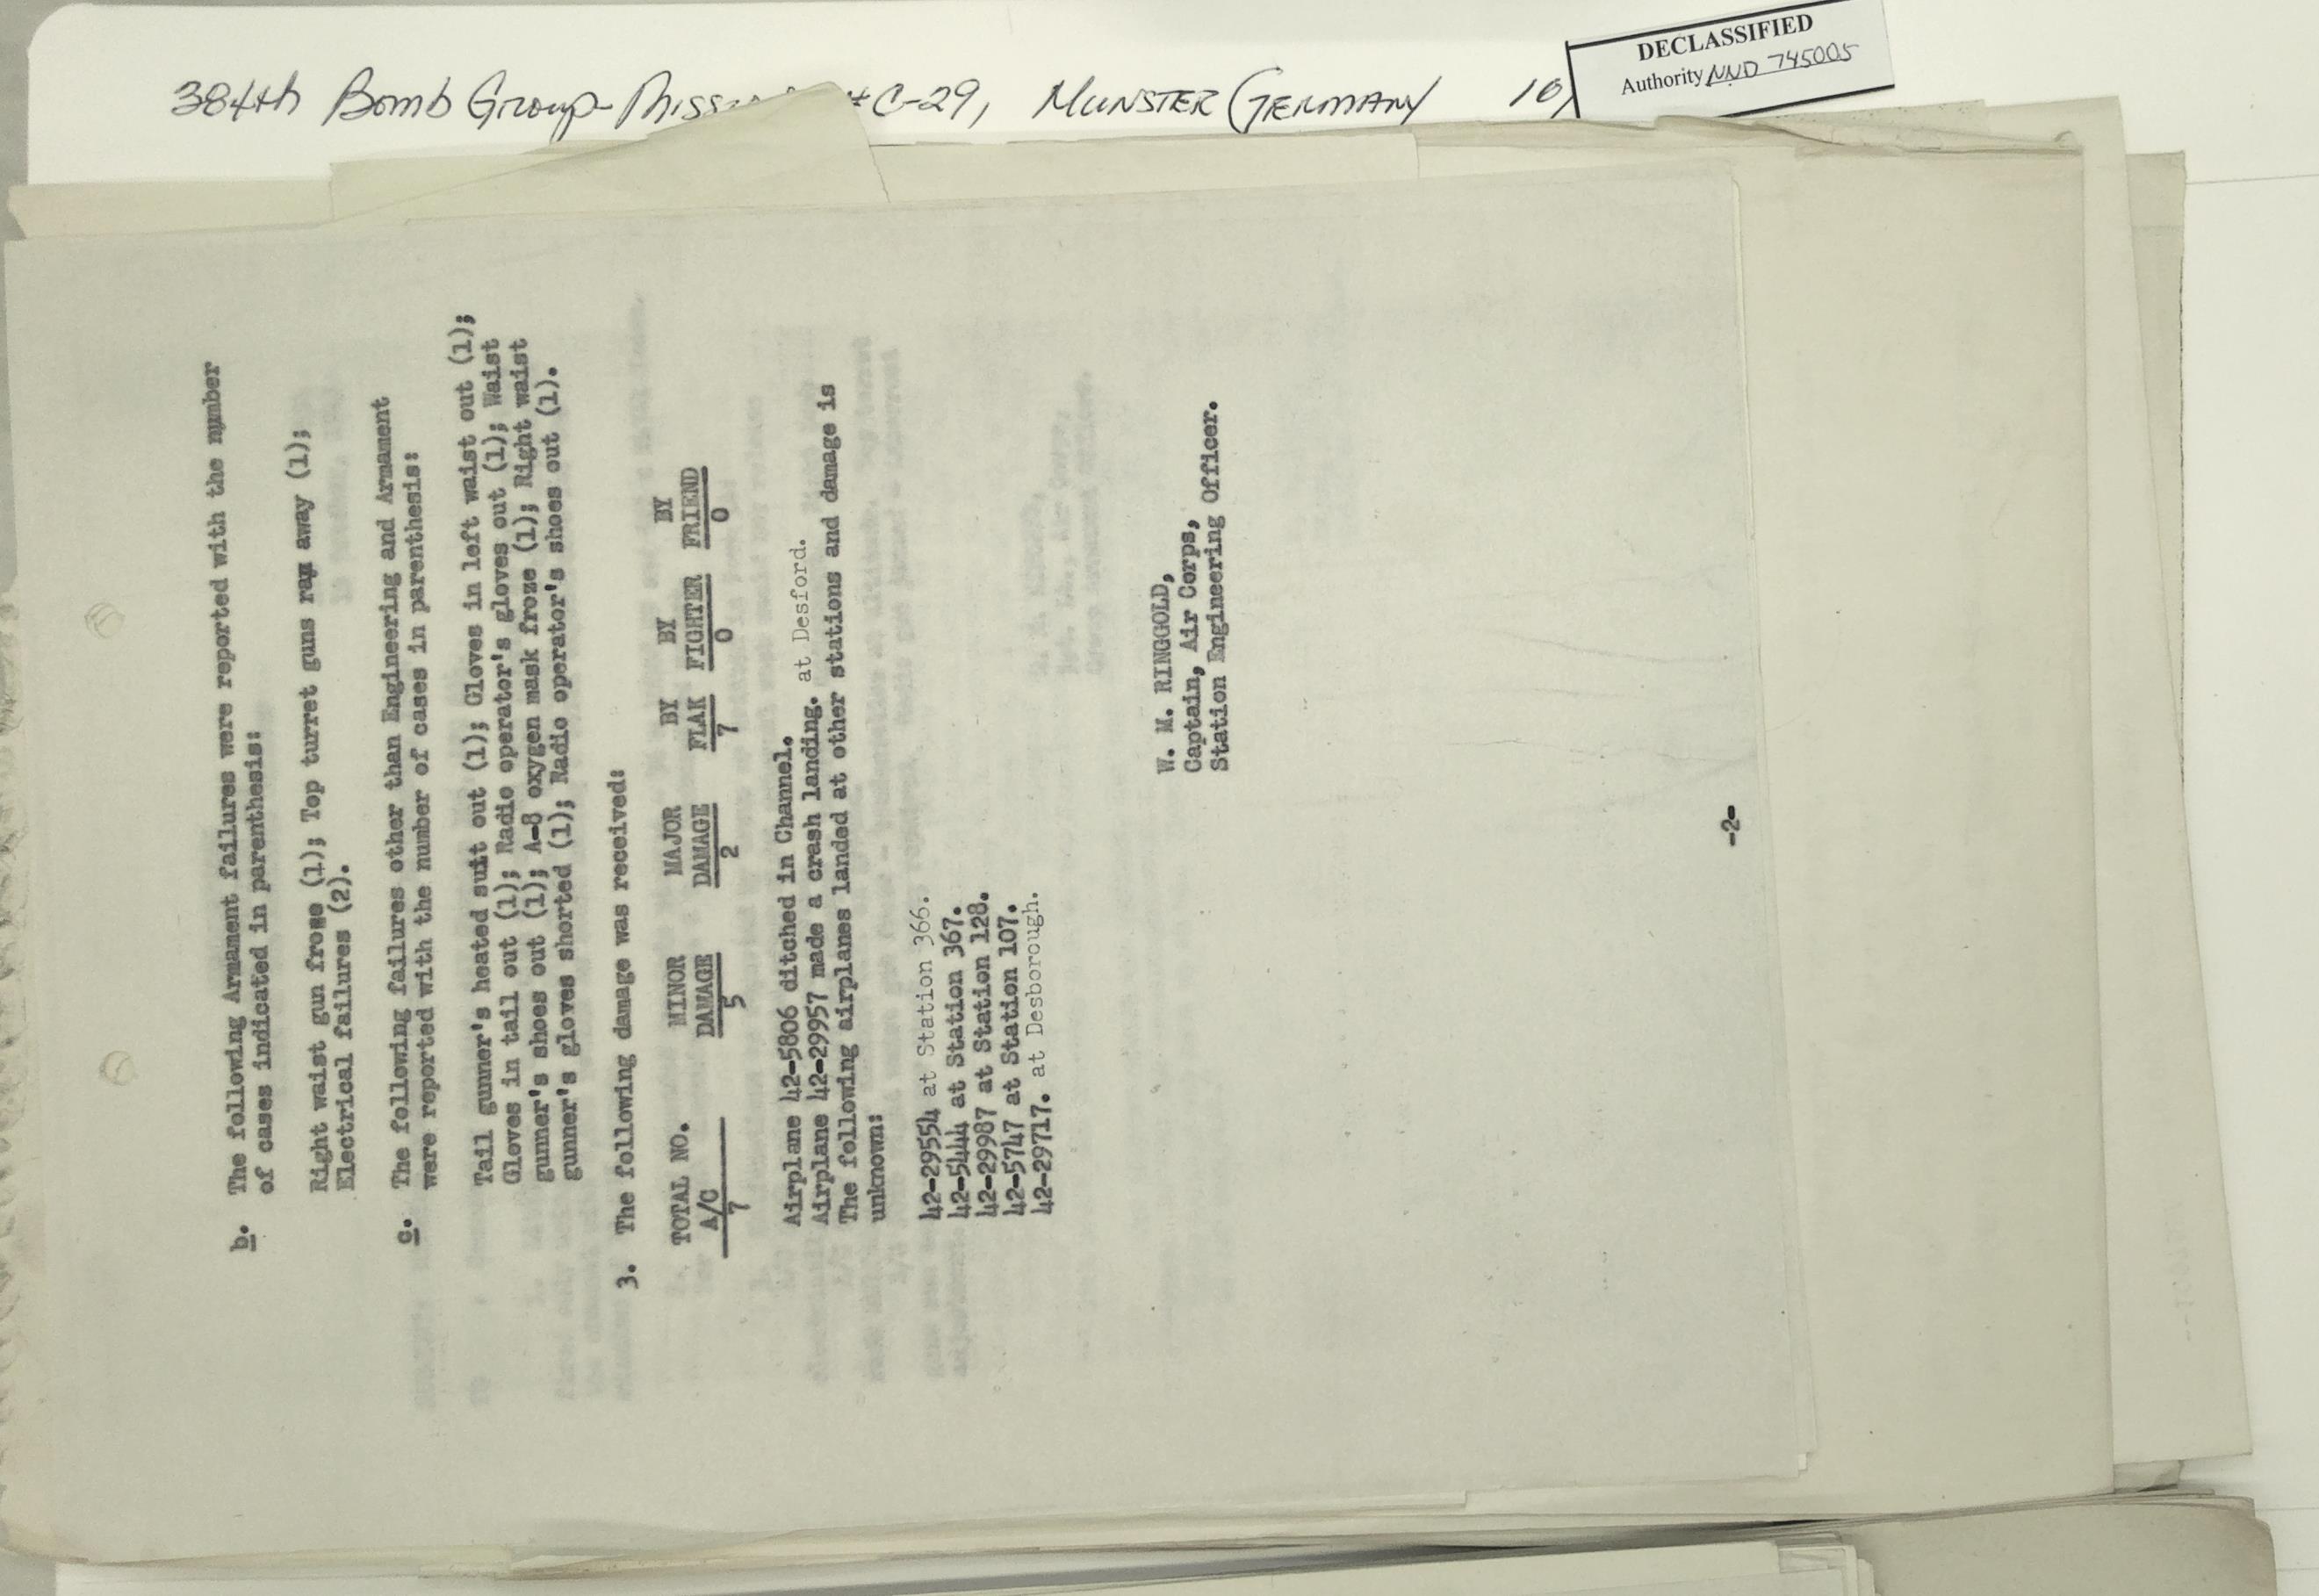 384th Bomb Group- #C-29, MUNSTER (GERMANY 10/
DECLASSIFIED
Authority NND 745005
b. The following Armament failures were reported with the number
of cases indicated in parenthesis:
Right waist gun froze (1); Top turret guns ran away (1);
Electrical failures (2).
c. The following failures other than Engineering and Armament
were reported with the number of cases in parenthesis:
Tail gunner's heated suit out (1); Gloves in left waist out (1);
Gloves in tail out (1); Radio operator's gloves out (1); Waist
gunner's shoes out (1); A-8 oxygen mask froze (1); Right waist
gunner's gloves shorted (1); Radio operator's shoes out (1).
3. The following damage was received:
TOTAL NO. MINOR MAJOR BY BY BY
A/C DAMAGE DAMAGE FLAK FIGHTER FRIEND
7 5 2 7 0 0
Airplane 42-5806 ditched in Channel.
Airplane 42-29957 made a crash landing. at Desford.
The following airplanes landed at other stations and damage is
unknown:
42-29554 at Station 366.
42-5444 at Station 367.
42-29987 at Station 128.
42-5747 at Station 107.
42-29717. at Desborough.
W. M. RINGGOLD,
Captain, Air Corps,
Station Engineering Officer.
-2-